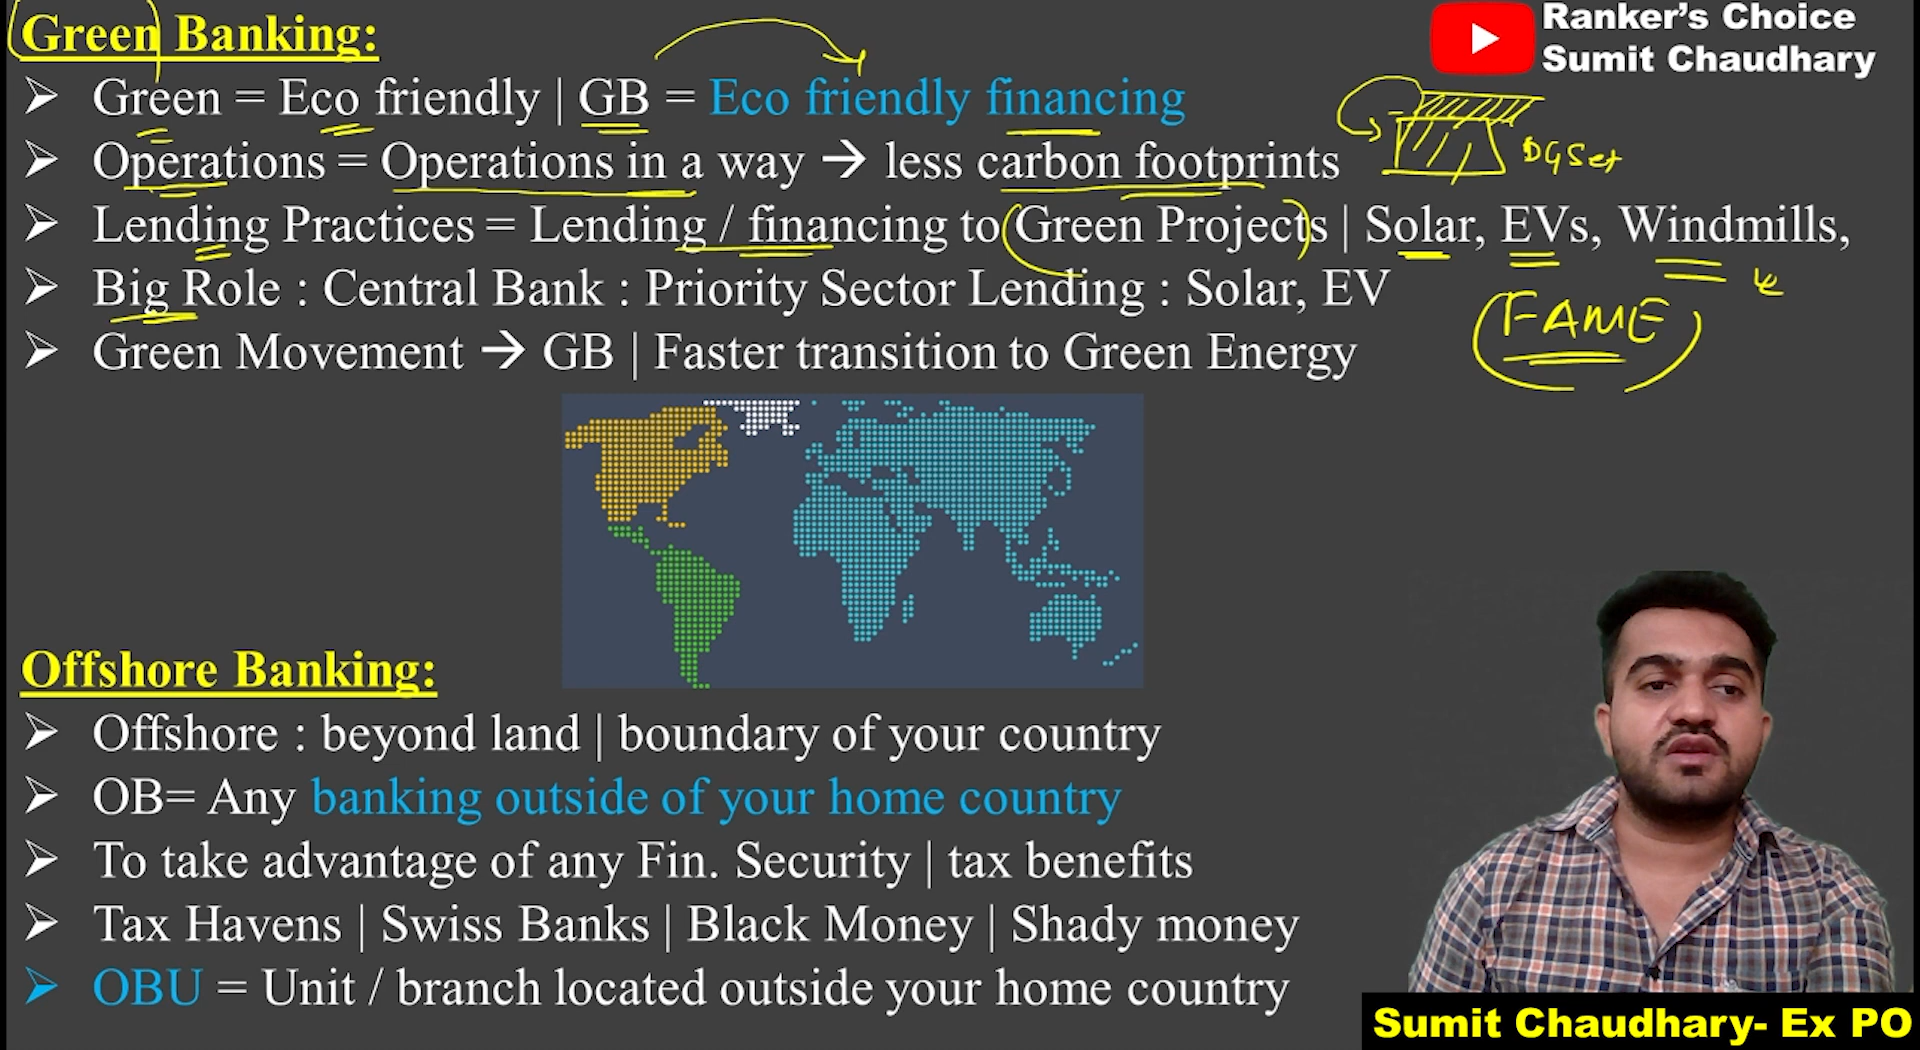 Green Banking:
Ranker's Choice
Sumit Chaudhary
➢ Green = Eco friendly | GB = Eco friendly financing
➢ Operations = Operations in a way → less carbon footprints
DG Set
➢ Lending Practices = Lending / financing to Green Projects | Solar, EVs, Windmills,
➢ Big Role : Central Bank : Priority Sector Lending : Solar, EV
FAME
➢ Green Movement → GB | Faster transition to Green Energy
Offshore Banking:
➢ Offshore : beyond land | boundary of your country
➢ OB= Any banking outside of your home country
➢ To take advantage of any Fin. Security | tax benefits
➢ Tax Havens | Swiss Banks | Black Money | Shady money
➢ OBU = Unit / branch located outside your home country
Sumit Chaudhary- Ex PO